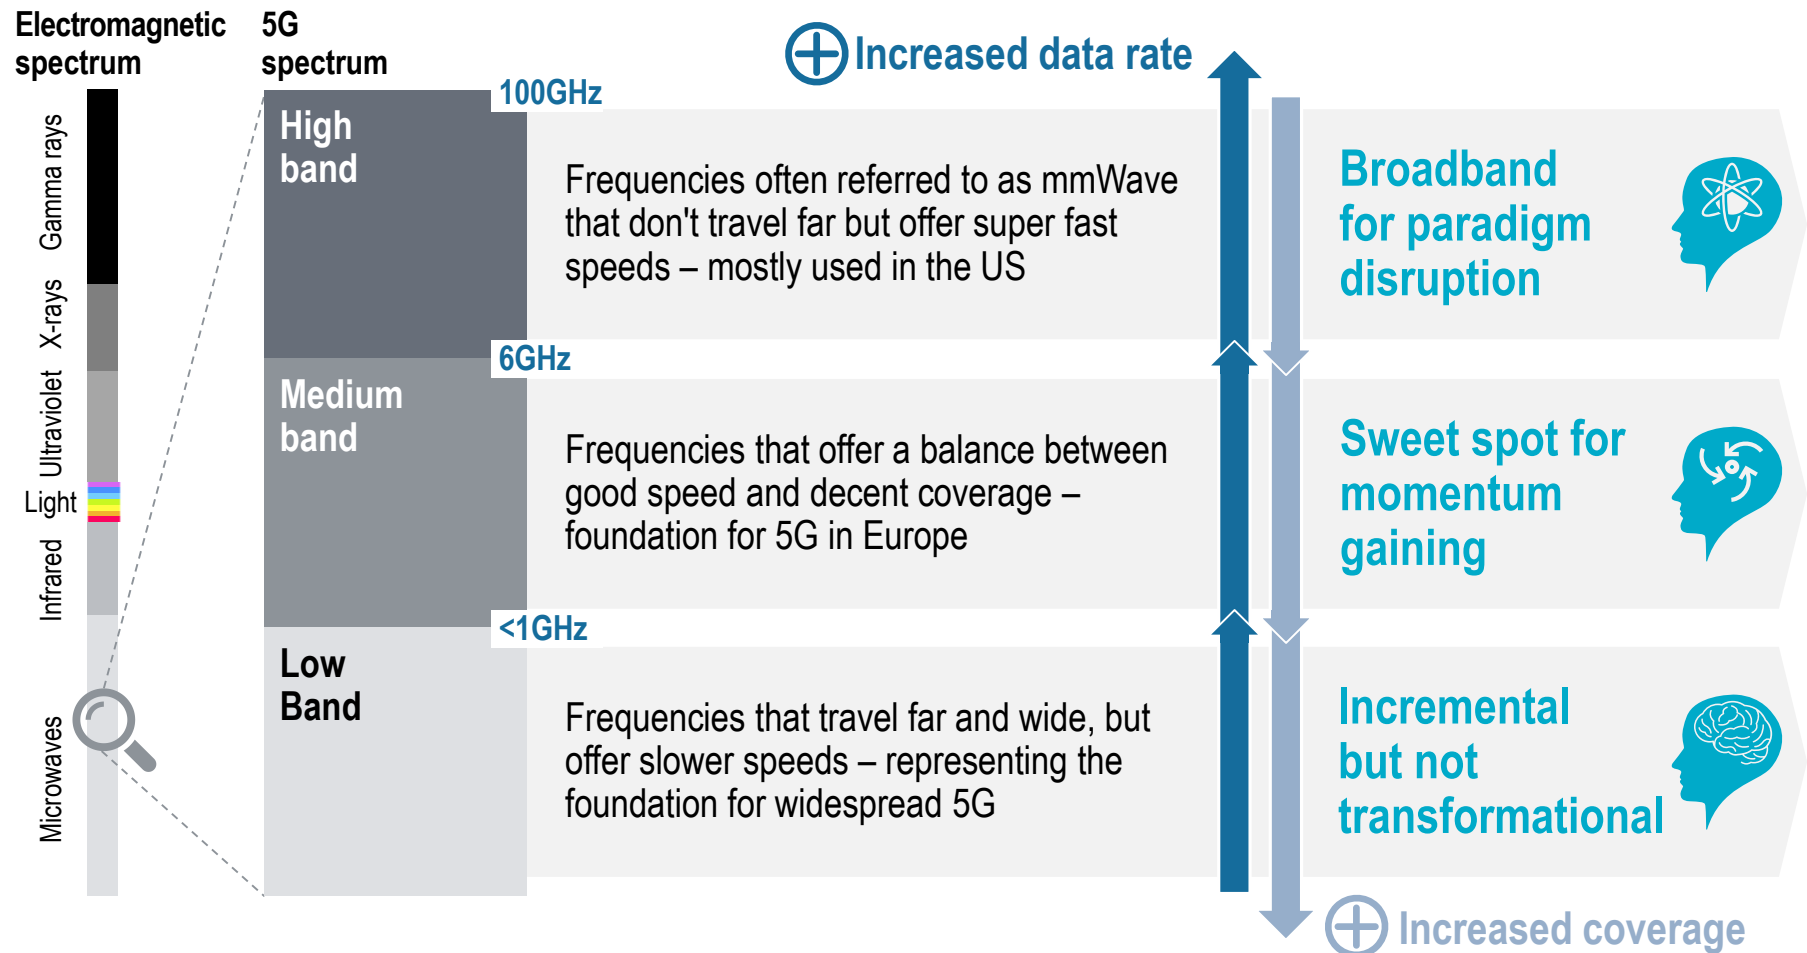 Electromagnetic
spectrum
5G
spectrum
Increased data rate
Gamma rays
X-rays
Ultraviolet
Light
Infrared
Microwaves
100GHz
High
band
Frequencies often referred to as mmWave
that don't travel far but offer super fast
speeds – mostly used in the US
Broadband
for paradigm
disruption
6GHz
Medium
band
Frequencies that offer a balance between
good speed and decent coverage –
foundation for 5G in Europe
Sweet spot for
momentum
gaining
<1GHz
Low
Band
Frequencies that travel far and wide, but
offer slower speeds – representing the
foundation for widespread 5G
Incremental
but not
transformational
Increased coverage